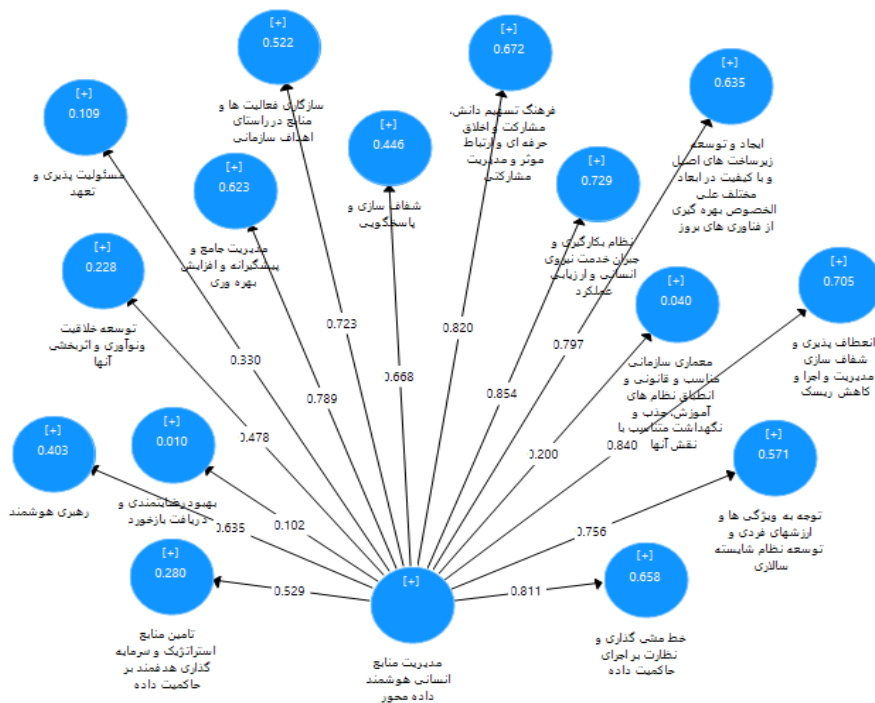 [+]
0.522
سازگاری فعالیت ها و
منابع در راستای
اهداف سازمانی
[+]
0.672
فرهنگ تسهیم دانش،
مشارکت و اخلاق
حرفه ای و ارتباط
موثر و مدیریت
مشارکتی
[+]
0.635
ایجاد و توسعه
زیرساخت های اصیل
و با کیفیت در ابعاد
مختلف علی
الخصوص بهره گیری
از فناوری های بروز
[+]
0.109
مسئولیت پذیری و
تعهد
[+]
0.623
مدیریت جامع و
پیشگیرانه و افزایش
بهره وری
[+]
0.446
شفاف سازی و
پاسخگویی
[+]
0.729
نظام بکارگیری و
جبران خدمت نیروی
انسانی و ارزیابی
عملکرد
[+]
0.228
توسعه خلاقیت
ونوآوری و اثربخشی
آنها
[+]
0.040
معماری سازمانی
مناسب و قانونی و
انطباق نظام های
آموزش، جذب و
نگهداشت متناسب با
نقش آنها
[+]
0.705
انعطاف پذیری و
شفاف سازی
مدیریت و اجرا و
کاهش ریسک
[+]
0.403
رهبری هوشمند
[+]
0.010
بهبود رضایتمندی و
دریافت بازخورد
[+]
0.571
توجه به ویژگی ها و
ارزشهای فردی و
توسعه نظام شایسته
سالاری
[+]
0.280
تامین منابع
استراتژیک و سرمایه
گذاری هدفمند بر
حاکمیت داده
[+]
مدیریت منابع
انسانی هوشمند
داده محور
[+]
0.658
خط مشی گذاری و
نظارت بر اجرای
حاکمیت داده
0.330
0.723
0.668
0.820
0.797
0.789
0.854
0.478
0.200
0.840
0.635
0.102
0.756
0.529
0.811